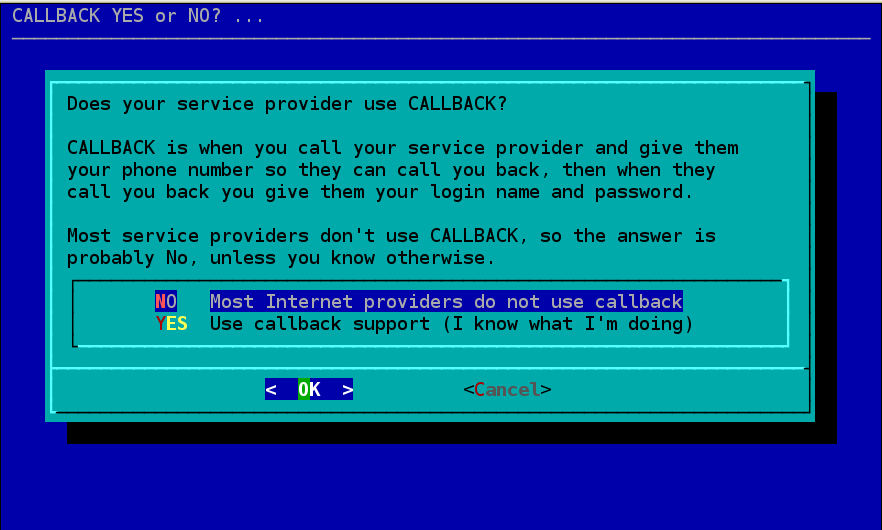 CALLBACK YES or NO? ...
Does your service provider use CALLBACK?
CALLBACK is when you call your service provider and give them
your phone number so they can call you back, then when they
call you back you give them your login name and password.
Most service providers don't use CALLBACK, so the answer is
probably No, unless you know otherwise.
NO Most Internet providers do not use callback
YES Use callback support (I know what I'm doing)
< OK > <Cancel>